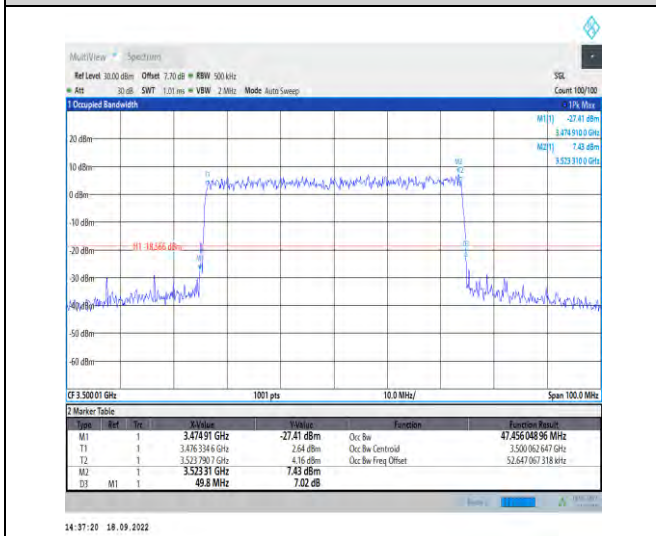 MultiView Spectrum
Ref Level 30.00 dBm Offset 7.70 dB RBW 500 kHz SGL
Att 30 dB SWT 1.01 ms VBW 2 MHz Mode Auto Sweep Count 100/100
1 Occupied Bandwidth 1Pk Max
M1[1] -27.41 dBm
3.474 910 0 GHz
M2[1] 7.43 dBm
3.523 310 0 GHz
20 dBm
10 dBm
0 dBm
-10 dBm
-20 dBm
H1 -18.566 dBm
-30 dBm
-40 dBm
-50 dBm
-60 dBm
T1
M2
M1
CF 3.500 01 GHz 1001 pts 10.0 MHz/ Span 100.0 MHz
2 Marker Table
Type Ref Trc X-Value Y-Value Function Function Result
M1 1 3.474 91 GHz -27.41 dBm Occ Bw 47.456 048 96 MHz
T1 1 3.476 334 6 GHz 2.64 dBm Occ Bw Centroid 3.500 062 647 GHz
T2 1 3.523 790 7 GHz 4.16 dBm Occ Bw Freq Offset 52.647 067 318 kHz
M2 1 3.523 31 GHz 7.43 dBm
D3 M1 1 49.8 MHz 7.02 dB
14:37:20 18.09.2022